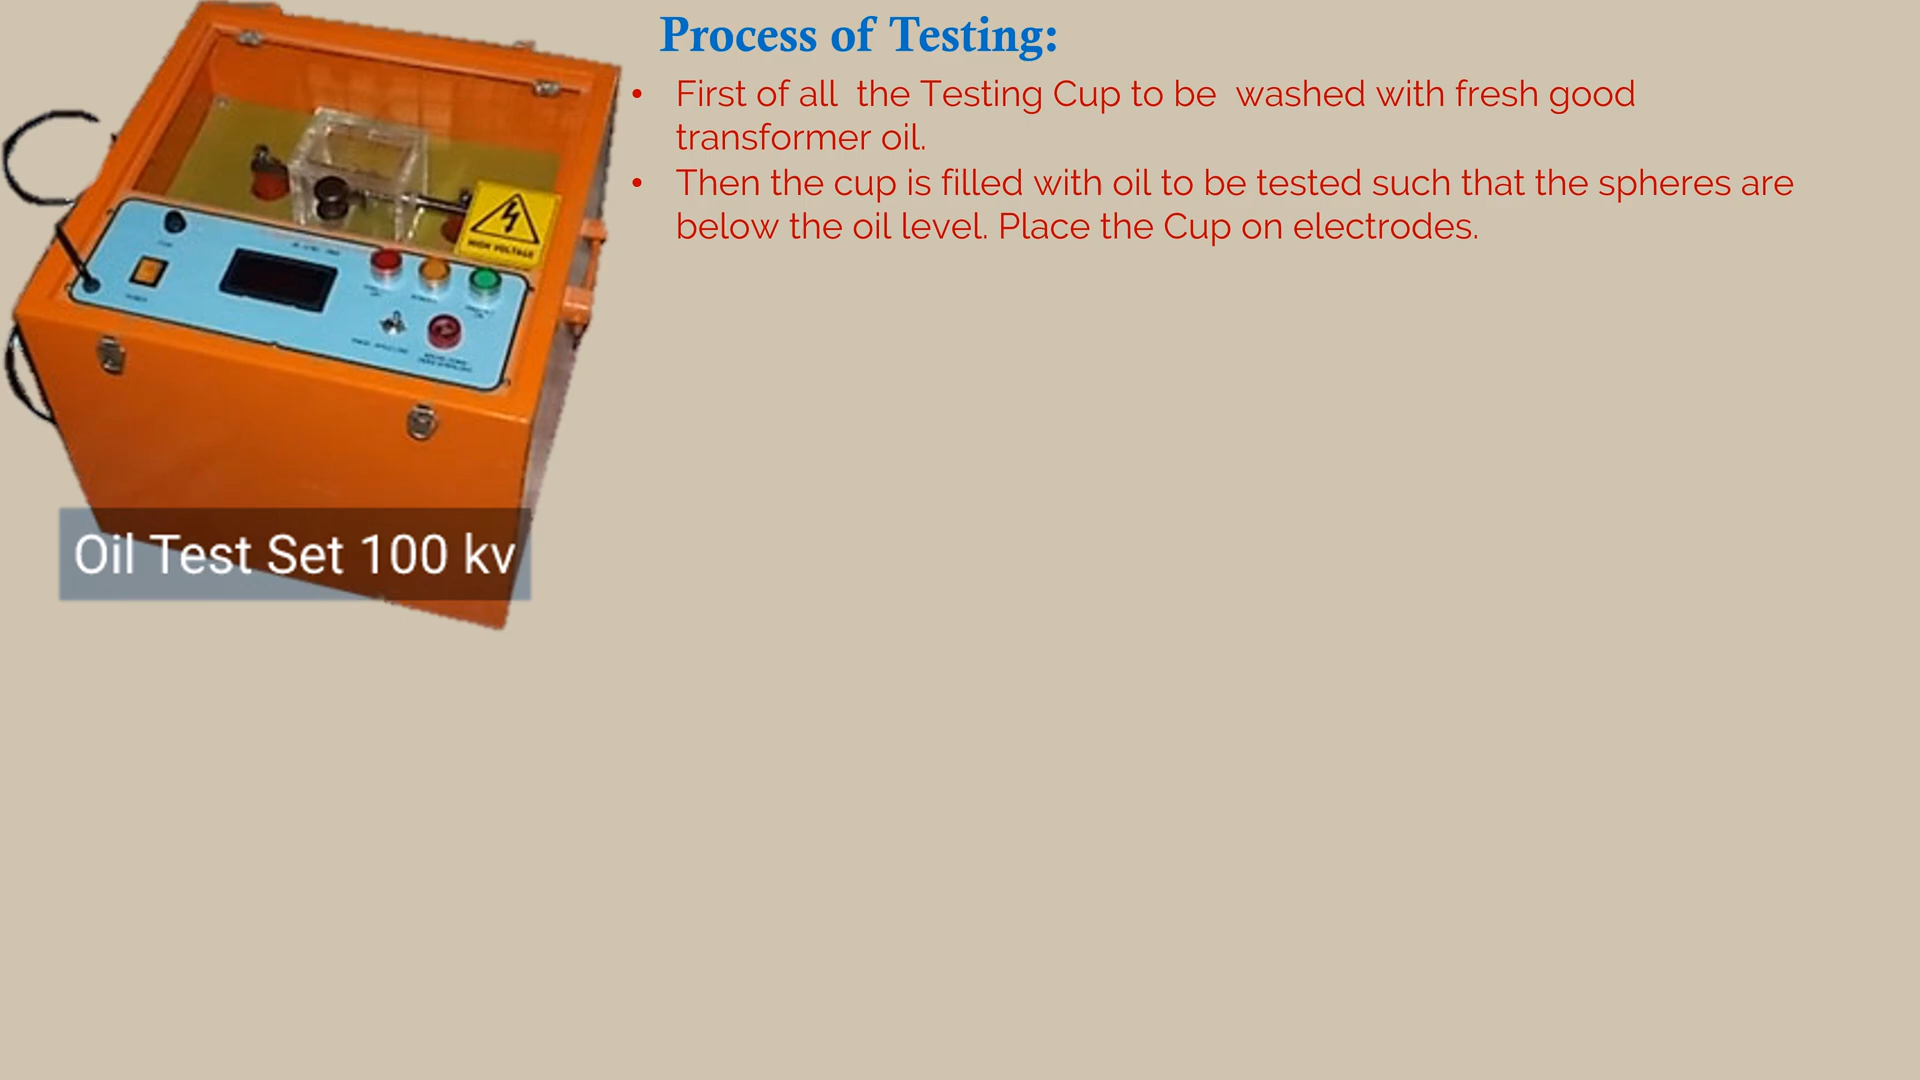 Process of Testing:
• First of all the Testing Cup to be washed with fresh good
transformer oil.
• Then the cup is filled with oil to be tested such that the spheres are
below the oil level. Place the Cup on electrodes.
HIGH VOLTAGE
Oil Test Set 100 kv